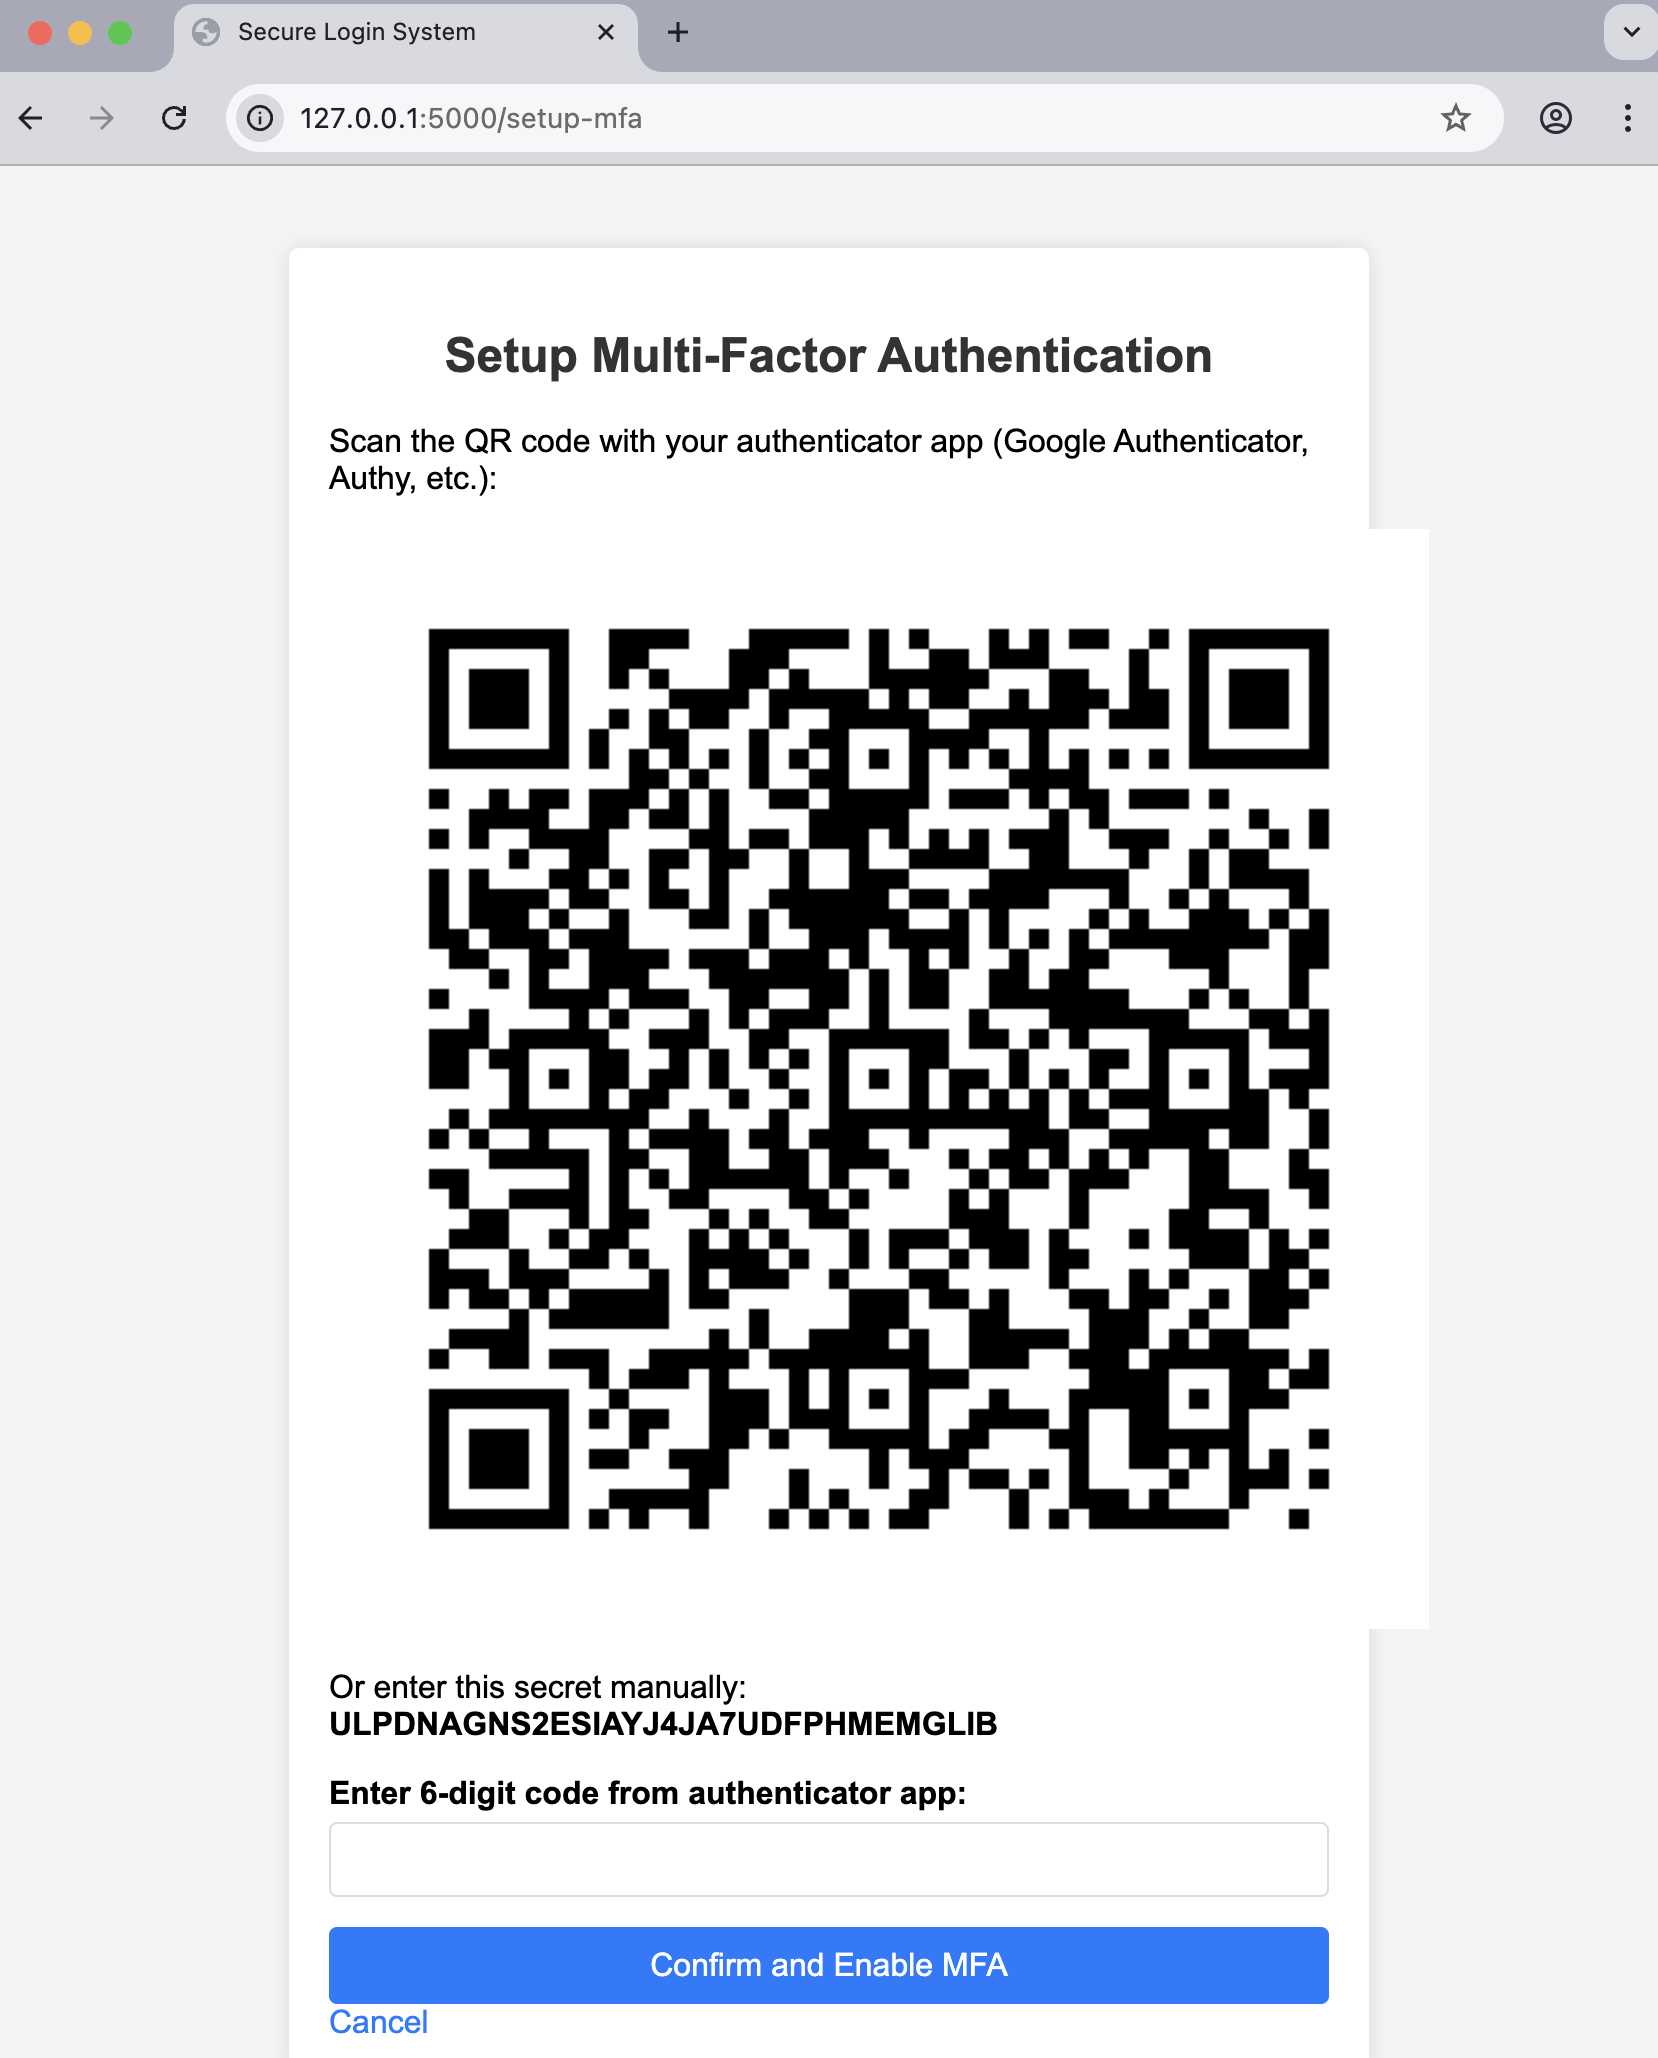 Secure Login System
127.0.0.1:5000/setup-mfa
Setup Multi-Factor Authentication
Scan the QR code with your authenticator app (Google Authenticator,
Authy, etc.):
Or enter this secret manually:
ULPDNAGNS2ESIAYJ4JA7UDFPHMEMGLIB
Enter 6-digit code from authenticator app:
Confirm and Enable MFA
Cancel